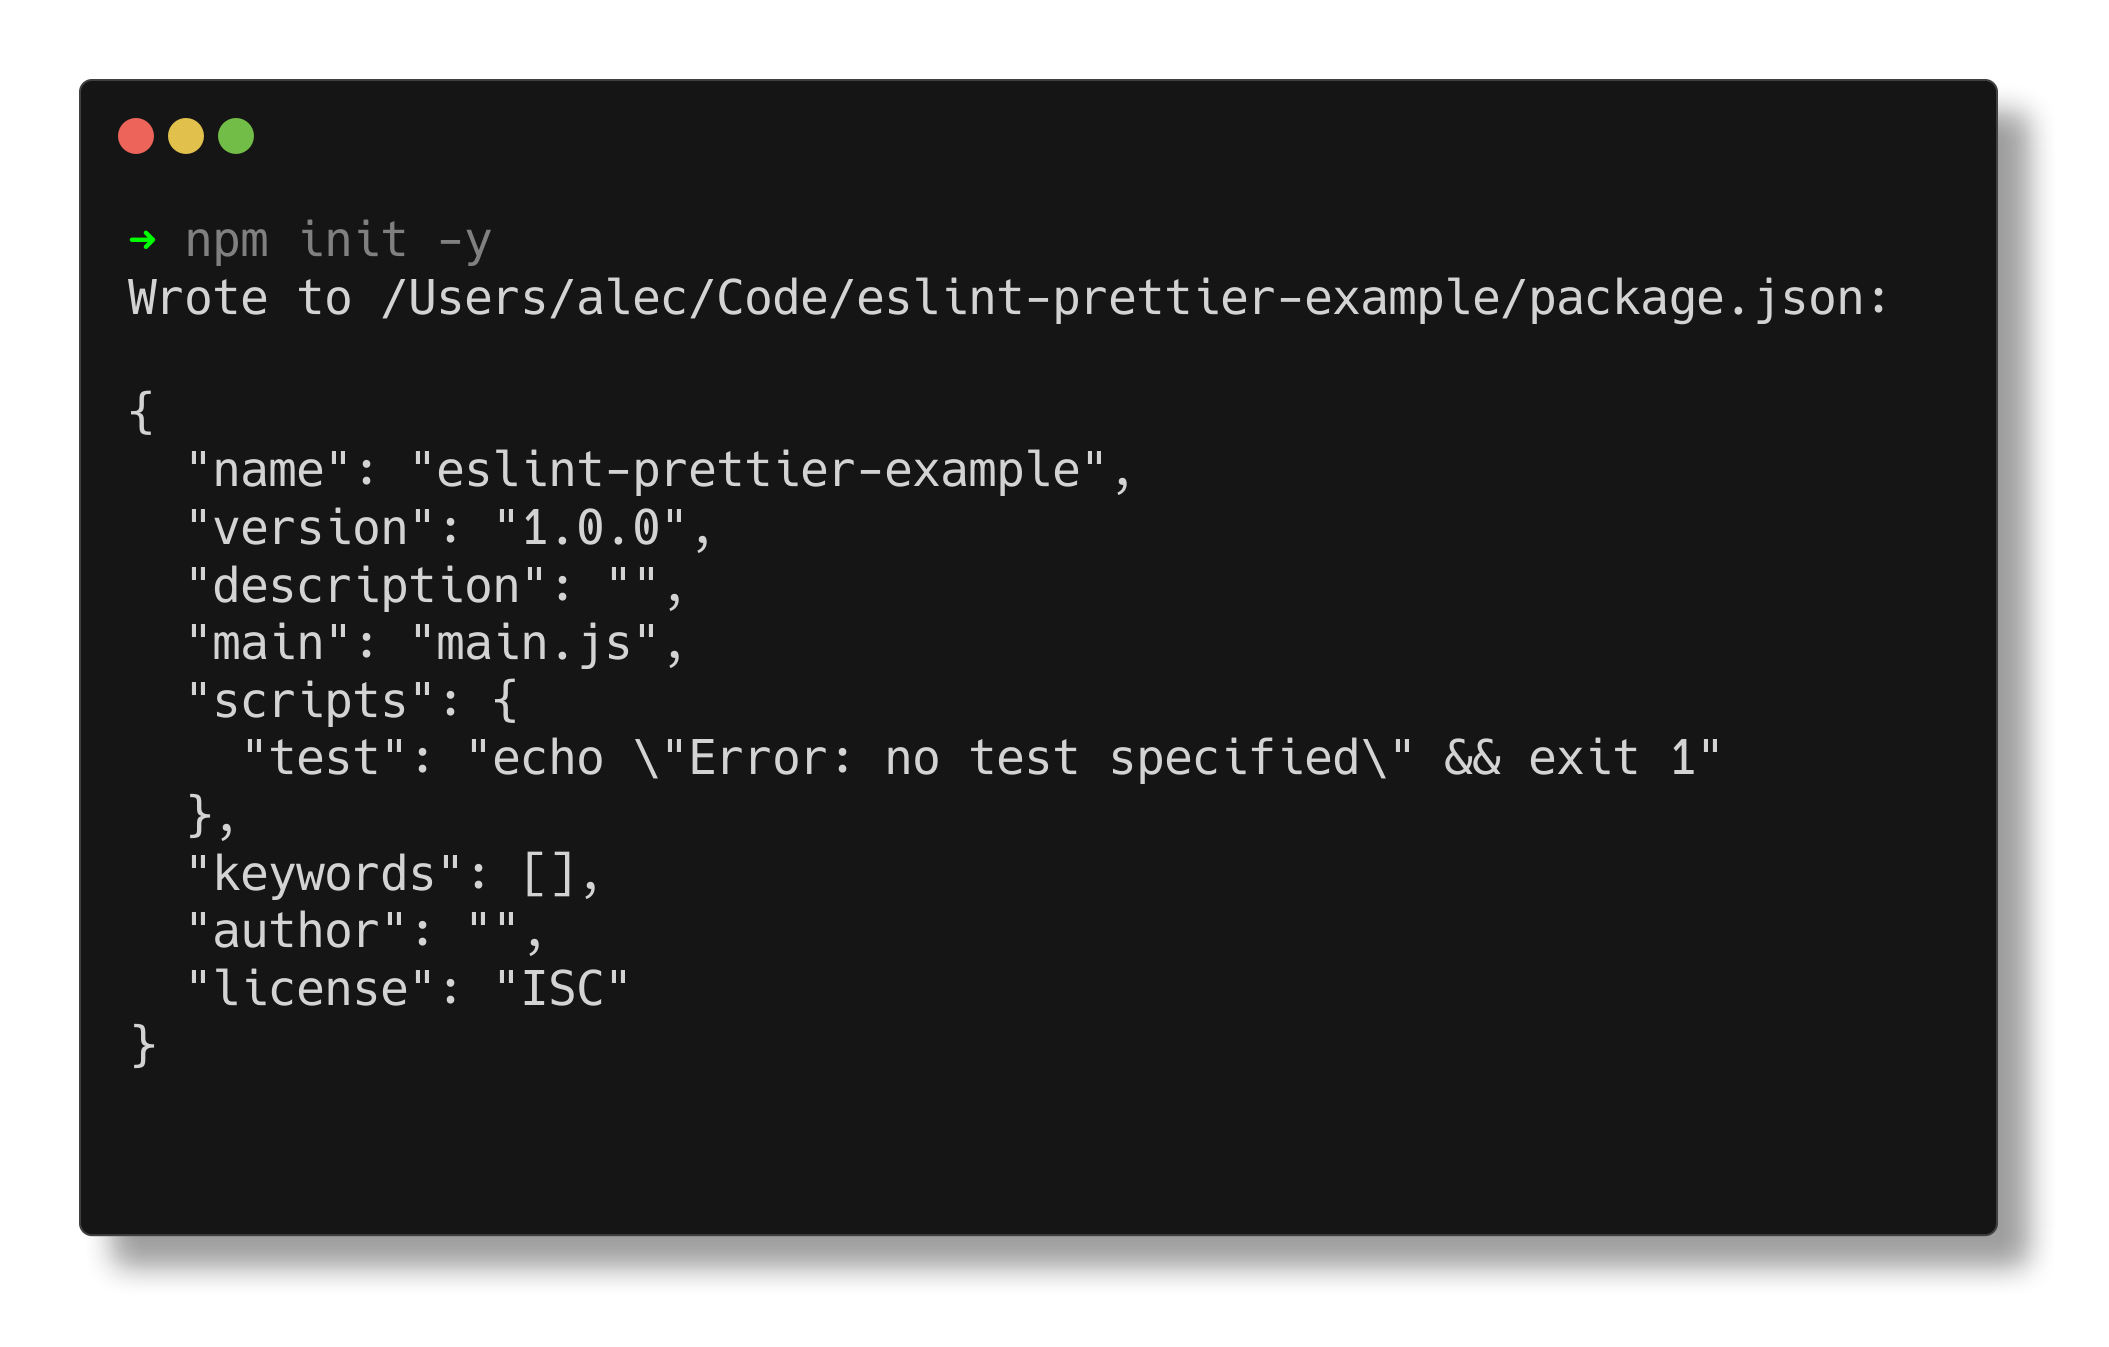 ➜ npm init -y
Wrote to /Users/alec/Code/eslint-prettier-example/package.json:

{
  "name": "eslint-prettier-example",
  "version": "1.0.0",
  "description": "",
  "main": "main.js",
  "scripts": {
    "test": "echo \"Error: no test specified\" && exit 1"
  },
  "keywords": [],
  "author": "",
  "license": "ISC"
}